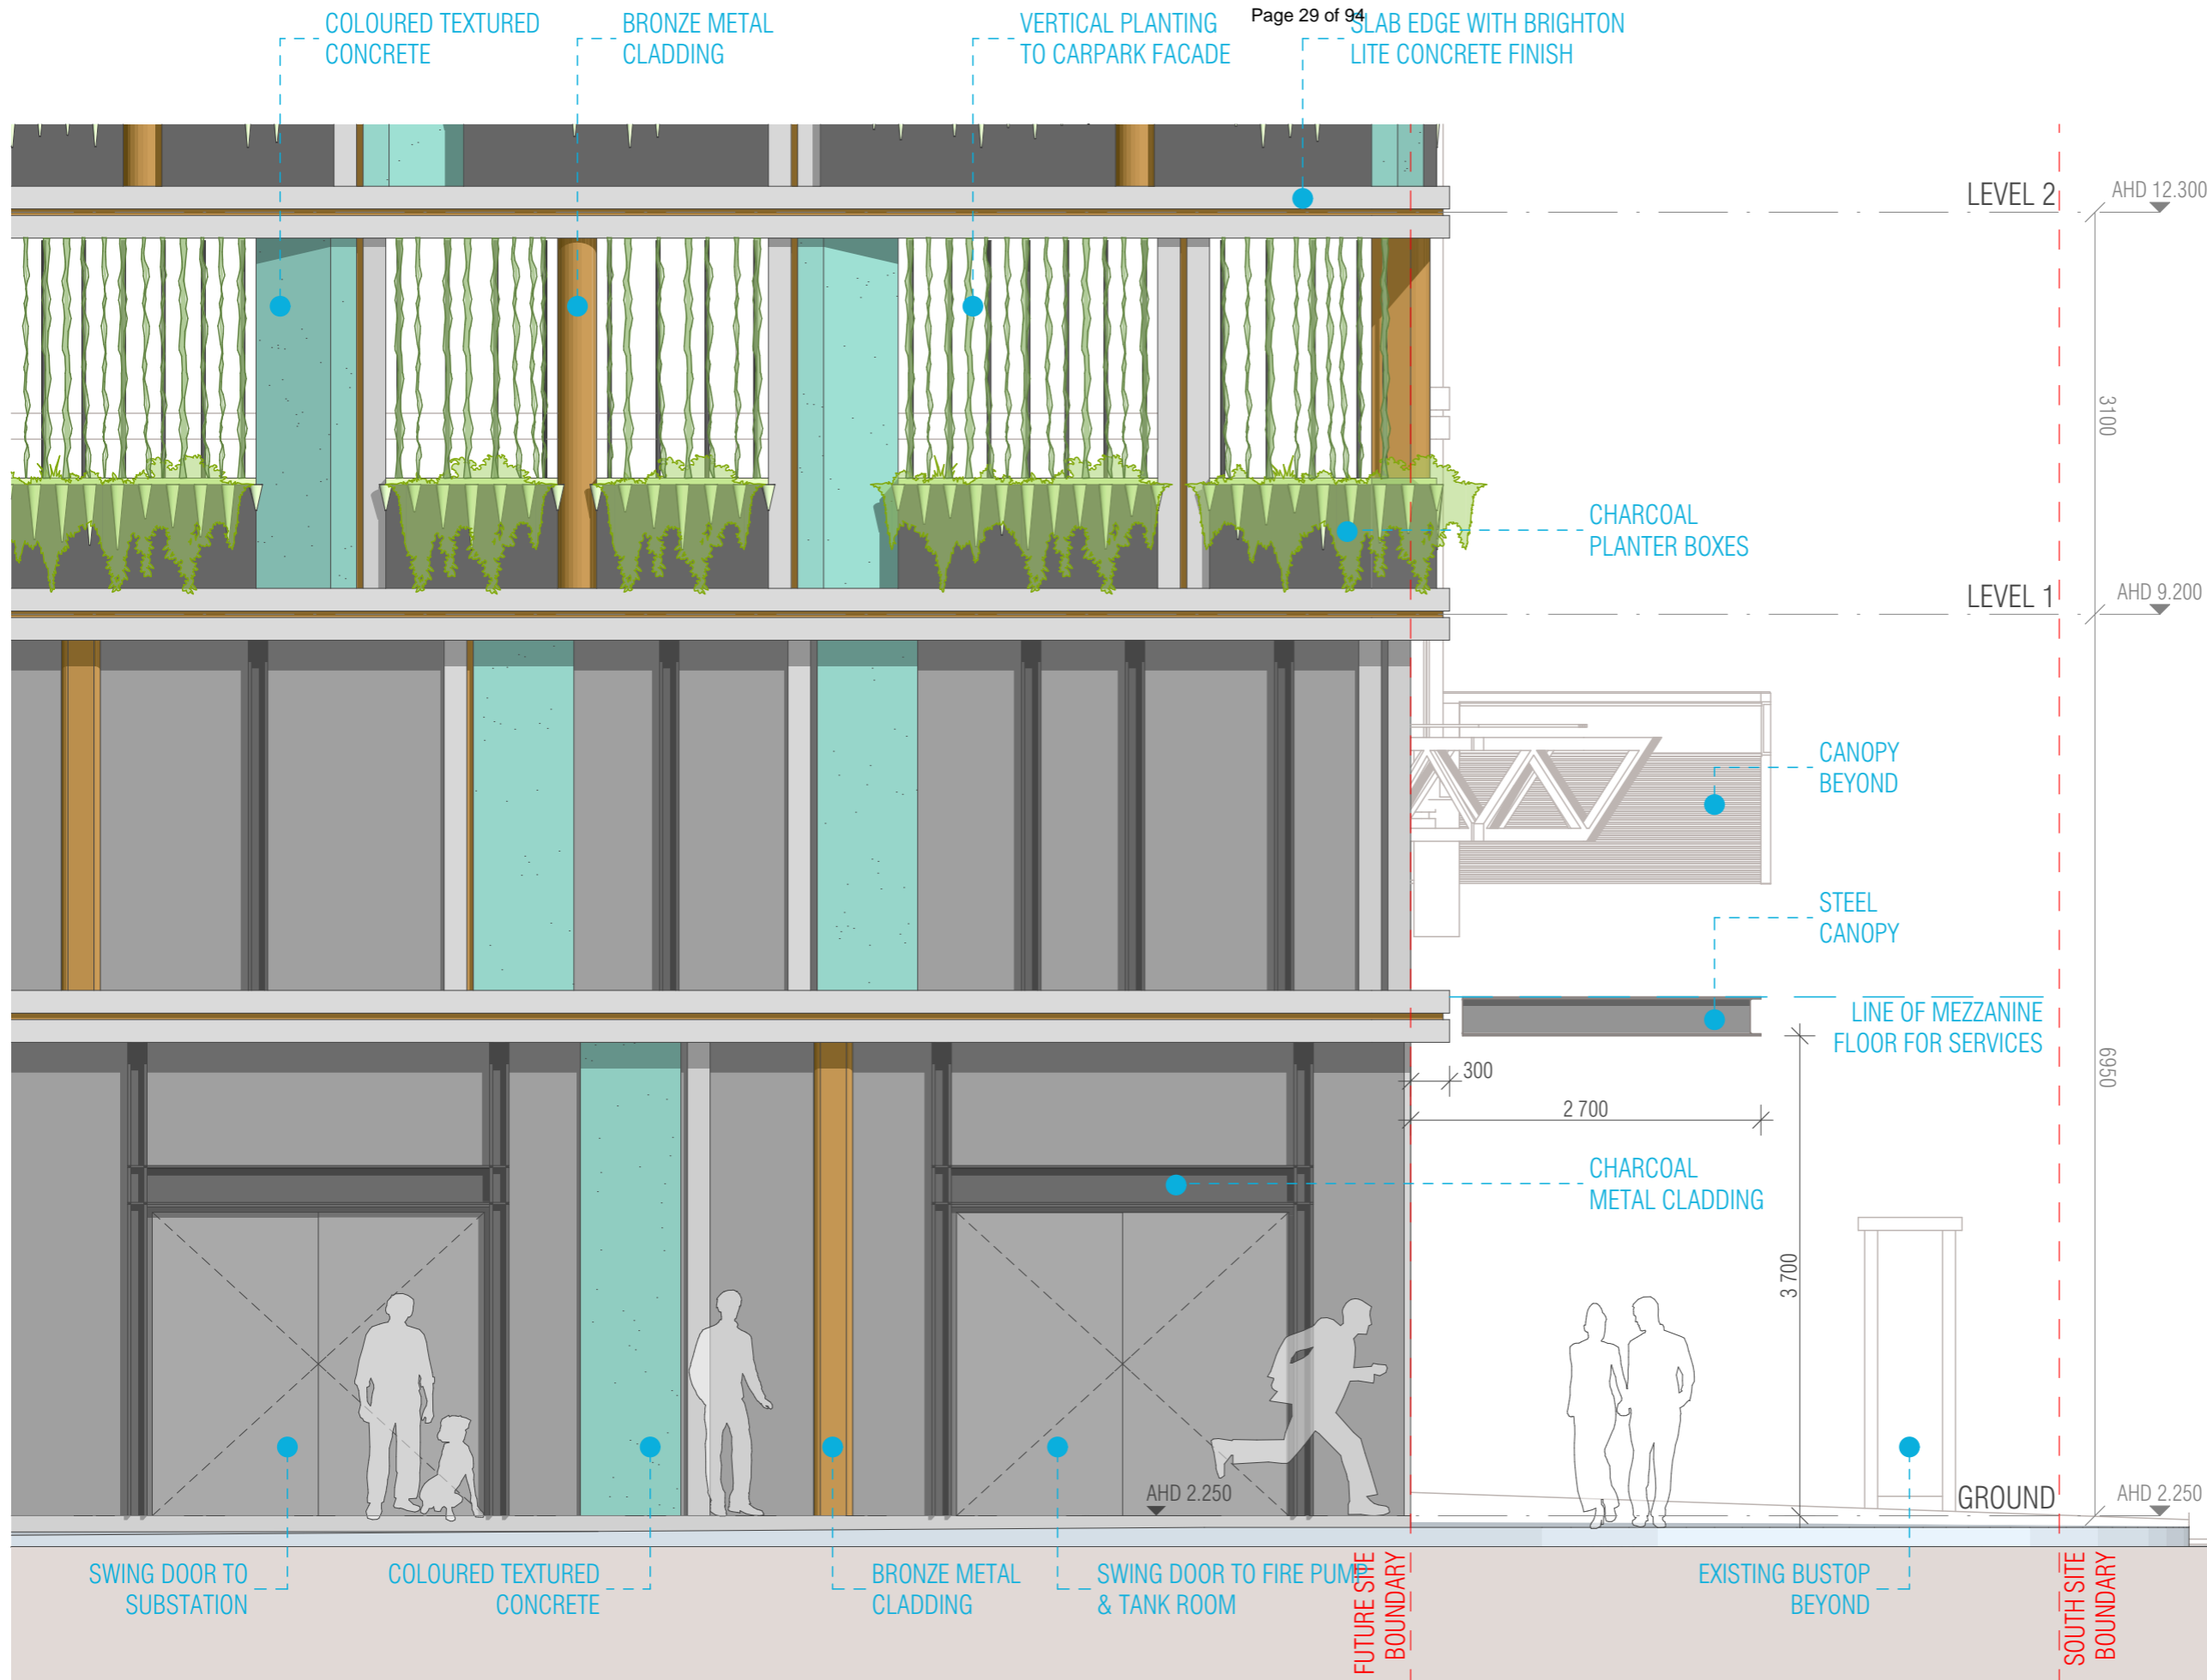 Page 29 of 94
COLOURED TEXTURED
CONCRETE
BRONZE METAL
CLADDING
VERTICAL PLANTING
TO CARPARK FACADE
SLAB EDGE WITH BRIGHTON
LITE CONCRETE FINISH
LEVEL 2
AHD 12.300
3100
CHARCOAL
PLANTER BOXES
LEVEL 1
AHD 9.200
CANOPY
BEYOND
STEEL
CANOPY
LINE OF MEZZANINE
FLOOR FOR SERVICES
6950
300
2 700
CHARCOAL
METAL CLADDING
3 700
AHD 2.250
GROUND
AHD 2.250
SWING DOOR TO
SUBSTATION
COLOURED TEXTURED
CONCRETE
BRONZE METAL
CLADDING
SWING DOOR TO FIRE PUMP
& TANK ROOM
FUTURE SITE
BOUNDARY
EXISTING BUSTOP
BEYOND
SOUTH SITE
BOUNDARY